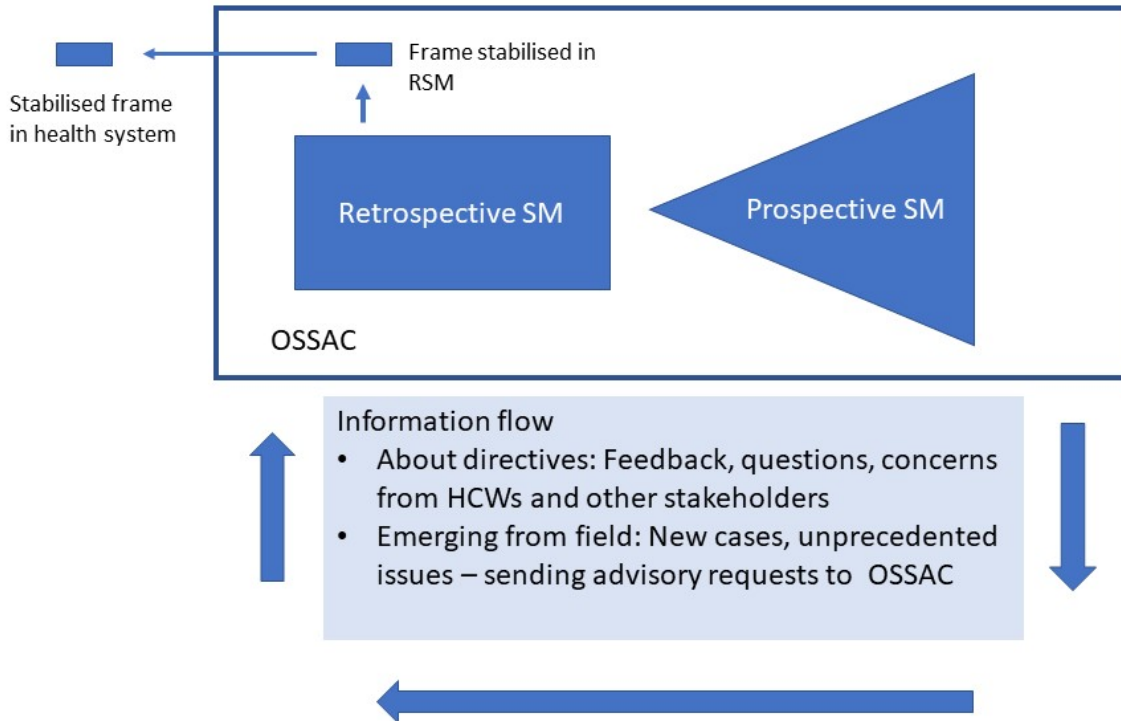 Frame stabilised in
RSM
Stabilised frame
in health system
Retrospective SM
Prospective SM
OSSAC
Information flow
• About directives: Feedback, questions, concerns
from HCWs and other stakeholders
• Emerging from field: New cases, unprecedented
issues – sending advisory requests to OSSAC